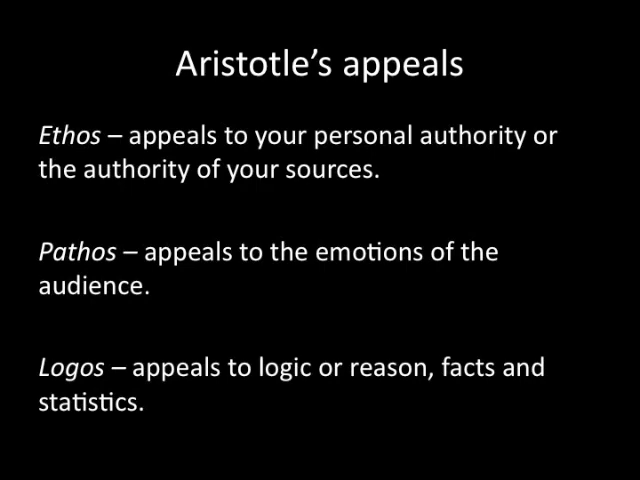 Aristotle’s appeals
Ethos – appeals to your personal authority or
the authority of your sources.
Pathos – appeals to the emotions of the
audience.
Logos – appeals to logic or reason, facts and
statistics.